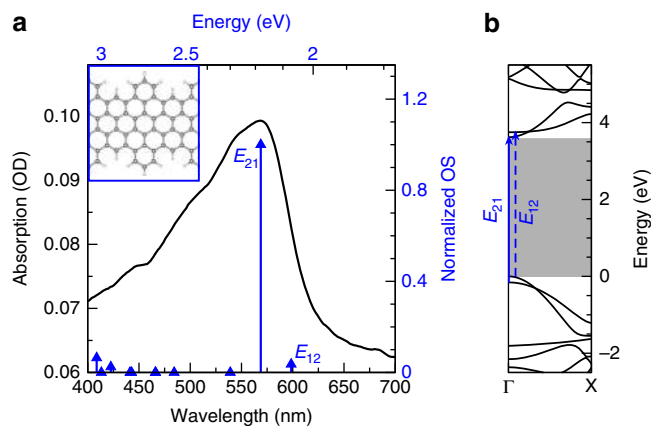 a
Energy (eV)
3
2.5
2
0.10
0.09
0.08
0.07
0.06
Absorption (OD)
E21
E12
1.2
0.8
0.4
0
Normalized OS
400
450
500
550
600
650
700
Wavelength (nm)
b
E21
E12
4
2
0
−2
Energy (eV)
Γ
X